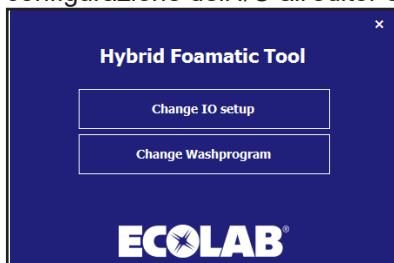 ×
Hybrid Foamatic Tool
Change IO setup
Change Washprogram
ECOLAB®